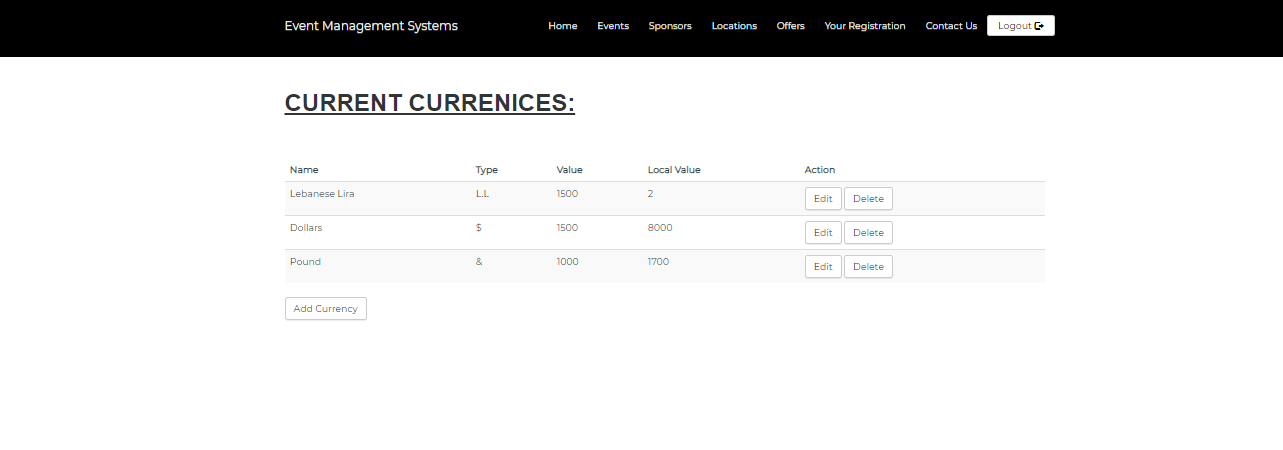 Event Management Systems Home Events Sponsors Locations Offers Your Registration Contact Us Logout
CURRENT CURRENICES:
Name Type Value Local Value Action
Lebanese Lira L.L 1500 2 Edit Delete
Dollars $ 1500 8000 Edit Delete
Pound & 1000 1700 Edit Delete
Add Currency